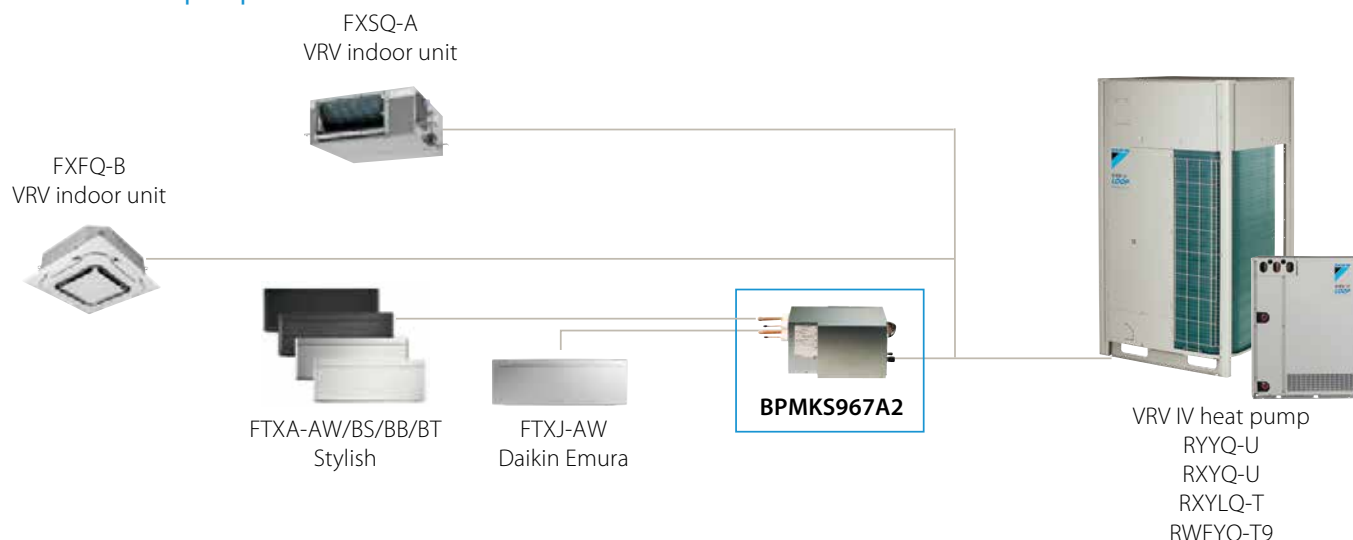 FXSQ-A
VRV indoor unit
FXFQ-B
VRV indoor unit
FTXA-AW/BS/BB/BT
Stylish
FTXJ-AW
Daikin Emura
BPMKS967A2
VRV IV heat pump
RYYQ-U
RXYQ-U
RXYLQ-T
RWEYQ-T9